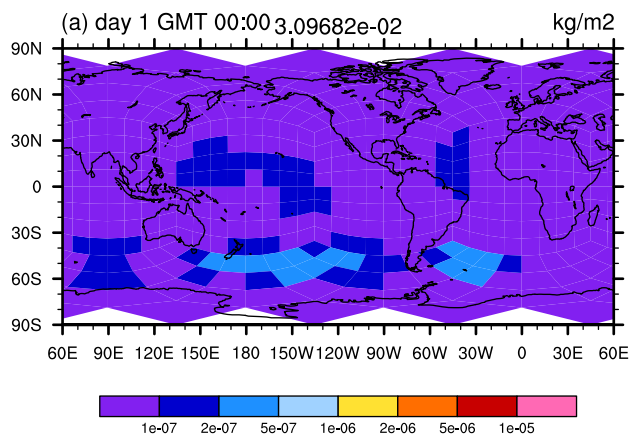 (a) day 1 GMT 00:00 3.09682e-02 kg/m2
90N
60N
30N
0
30S
60S
90S
60E 90E 120E 150E 180 150W 120W 90W 60W 30W 0 30E 60E
1e-07 2e-07 5e-07 1e-06 2e-06 5e-06 1e-05